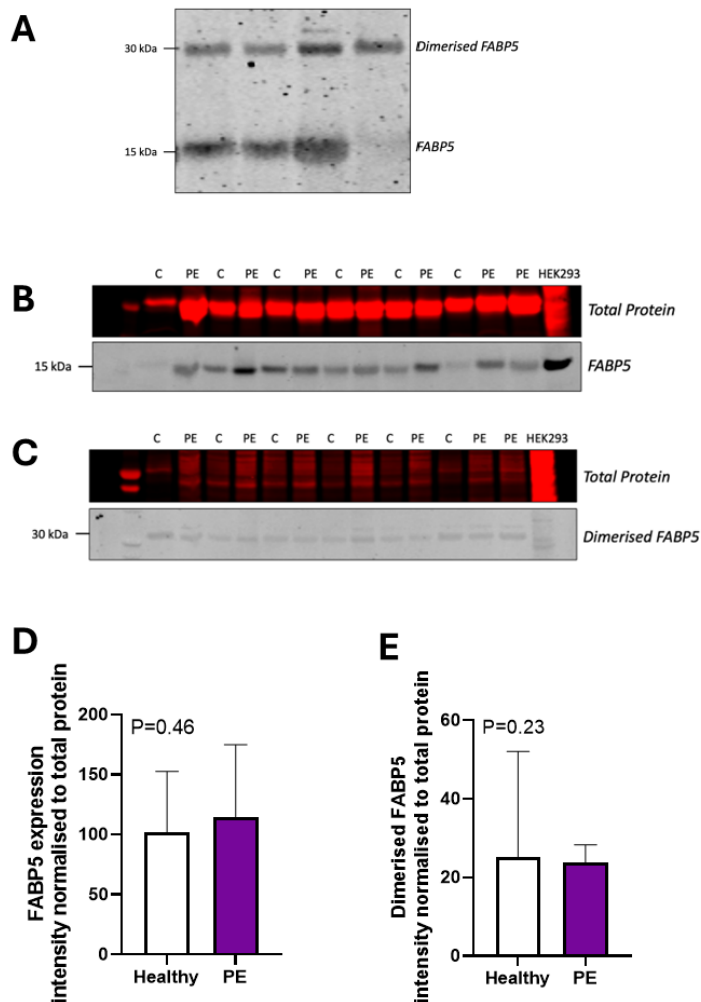 A
30 kDa
Dimerised FABP5
15 kDa
FABP5
B
C PE C PE C PE C PE C PE C PE PE HEK293
Total Protein
15 kDa
FABP5
C
C PE C PE C PE C PE C PE C PE PE HEK293
Total Protein
30 kDa
Dimerised FABP5
D
FABP5 expression
intensity normalised to total protein
200
150
100
50
0
P=0.46
Healthy PE
E
Dimerised FABP5
intensity normalised to total protein
60
40
20
0
P=0.23
Healthy PE